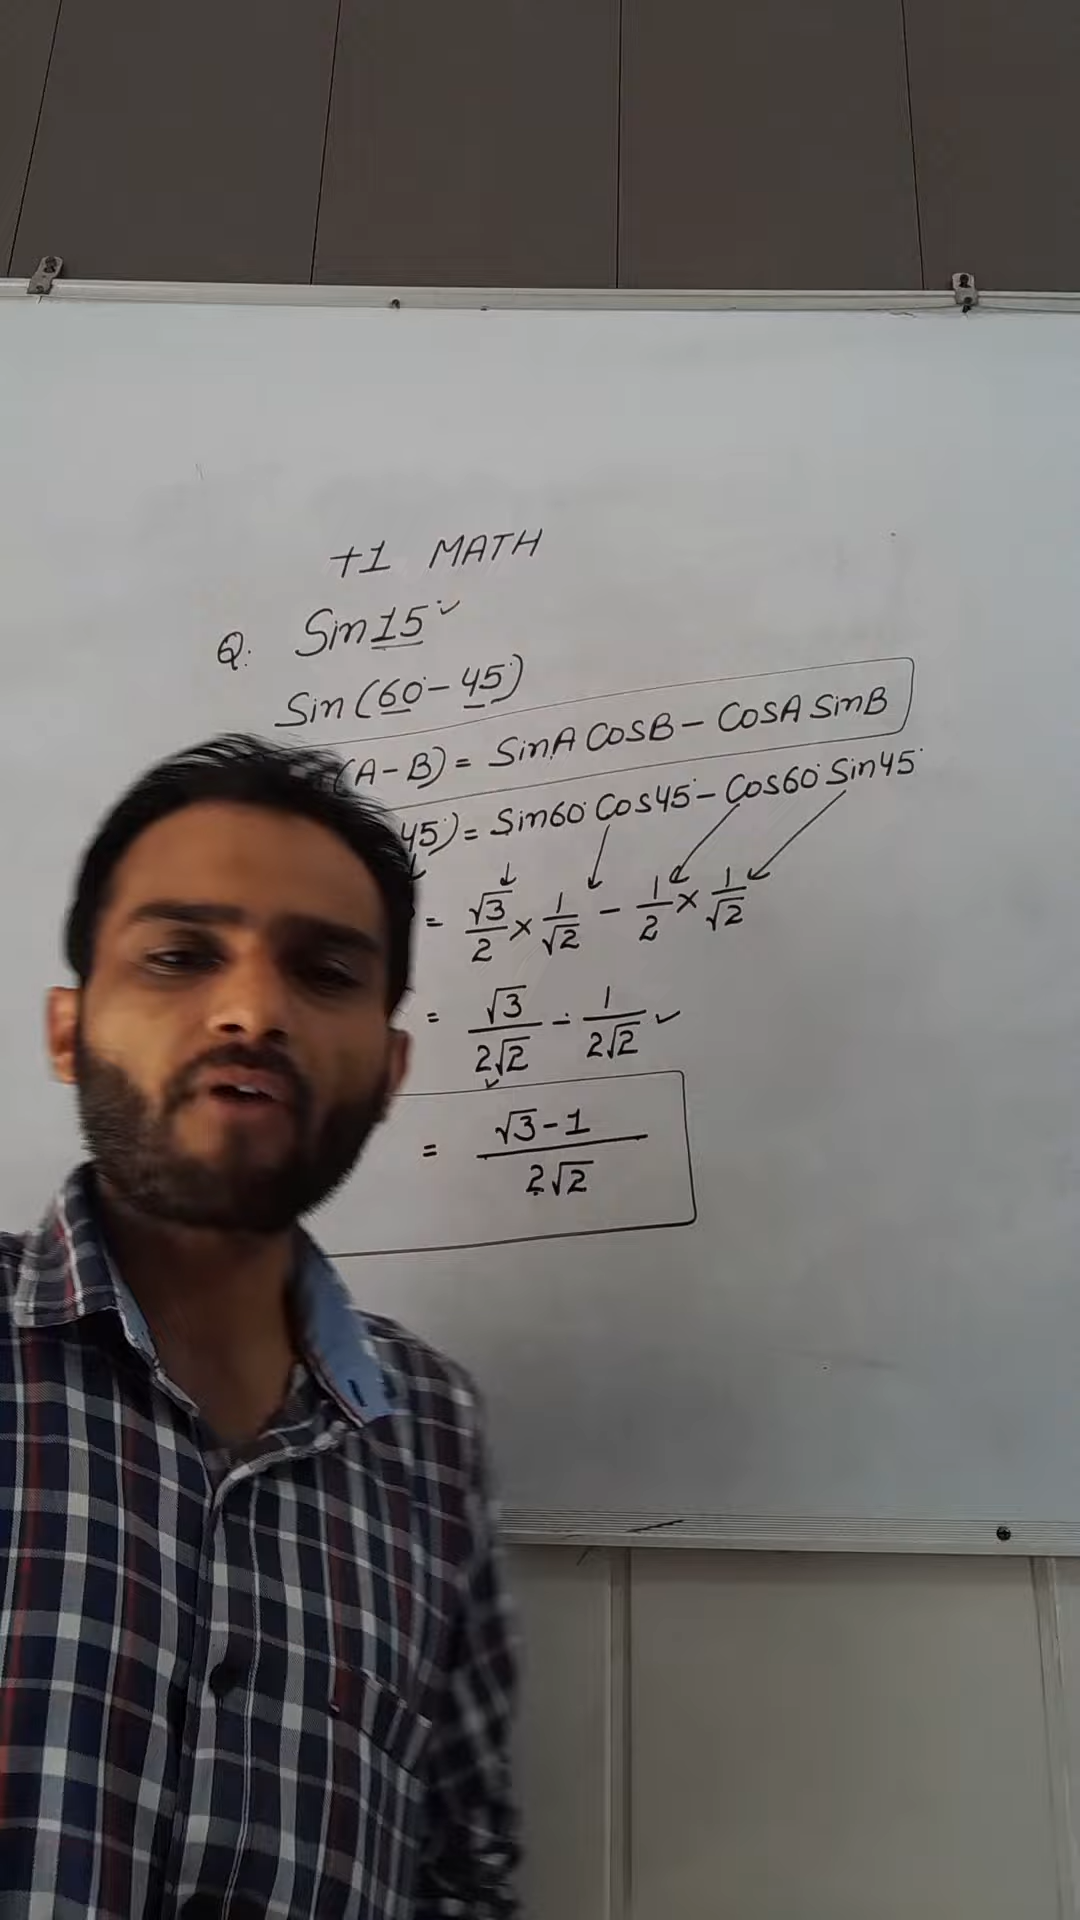 +1 MATH
Q. Sin15°
Sin(60°-45°)
(A-B) = SinA CosB - CosA SinB
45°) = Sin60° Cos45° - Cos60° Sin45°
= √3/2 × 1/√2 - 1/2 × 1/√2
= √3/2√2 - 1/2√2
= √3-1/2√2